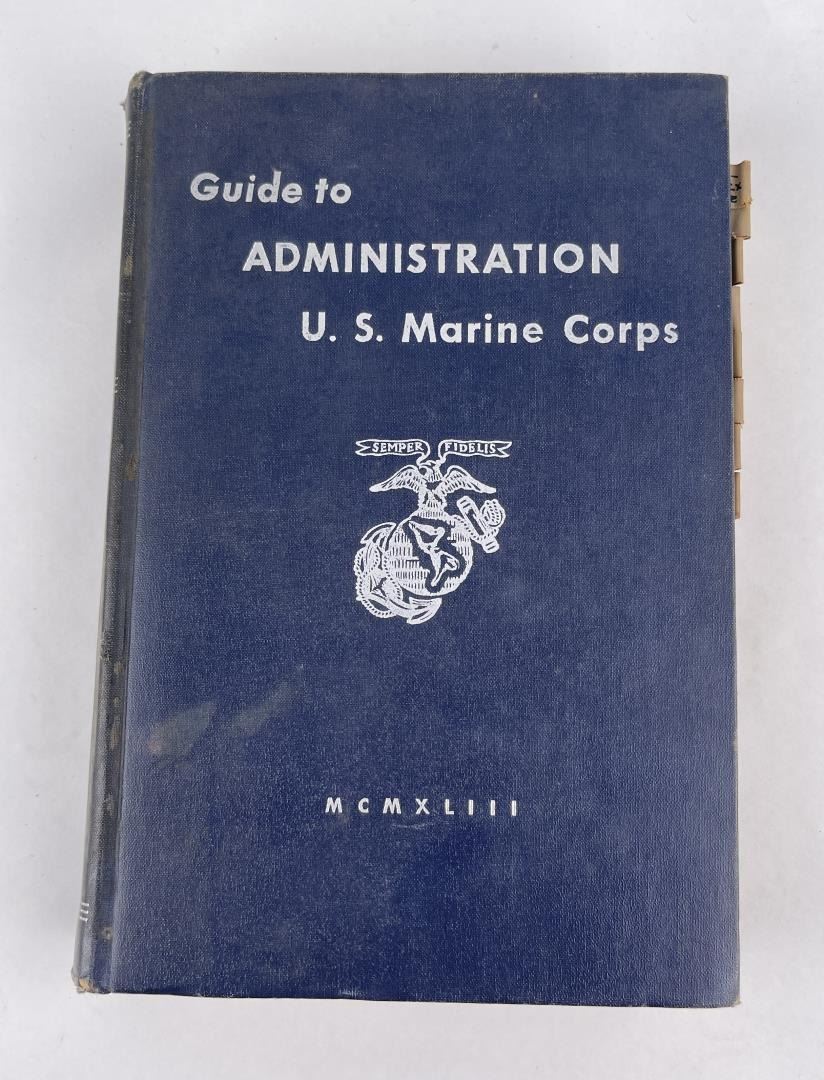 Guide to
ADMINISTRATION
U. S. Marine Corps
SEMPER FIDELIS
MCMXLIII